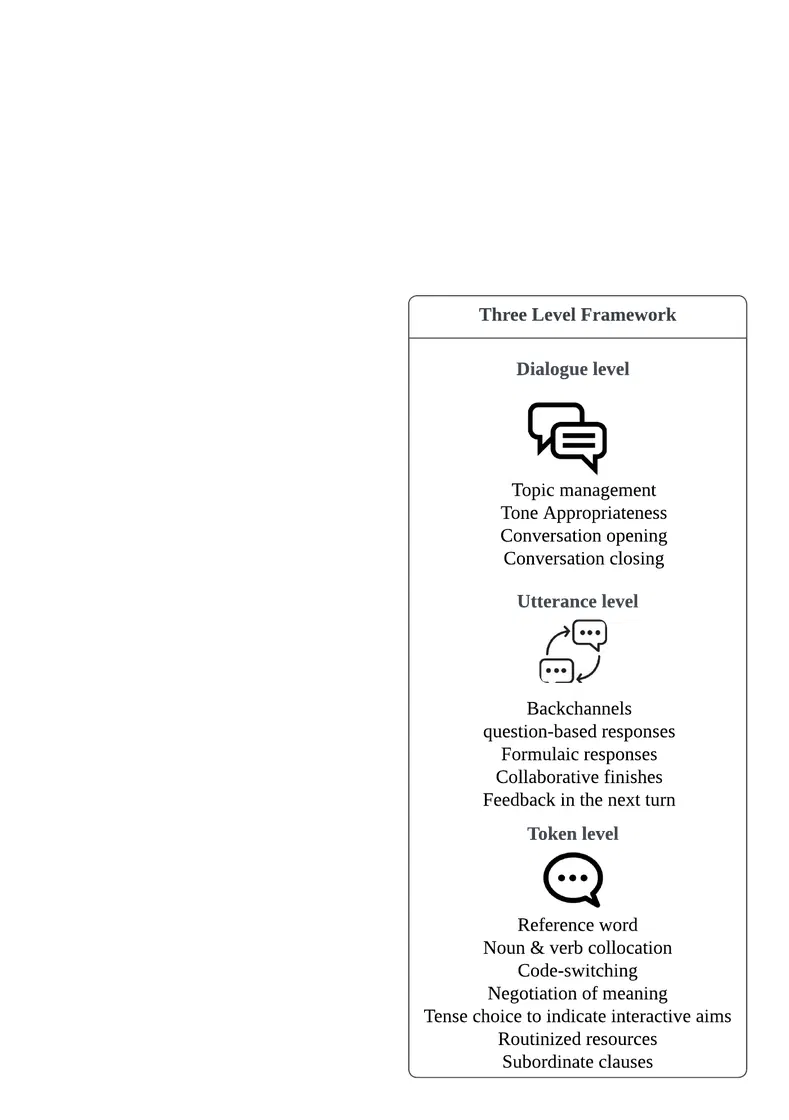 Three Level Framework
Dialogue level
Topic management
Tone Appropriateness
Conversation opening
Conversation closing
Utterance level
Backchannels
question-based responses
Formulaic responses
Collaborative finishes
Feedback in the next turn
Token level
Reference word
Noun & verb collocation
Code-switching
Negotiation of meaning
Tense choice to indicate interactive aims
Routinized resources
Subordinate clauses